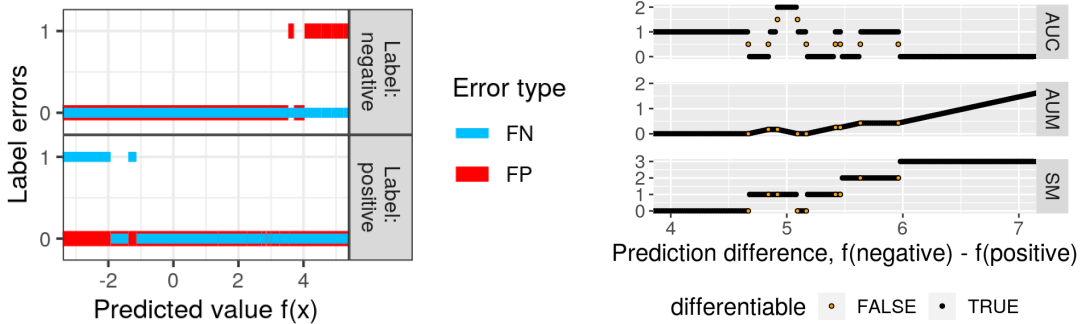 Label errors
1
0
1
0
Label:
negative
Label:
positive
-2
0
2
4
Predicted value f(x)
Error type
FN
FP
2
1
0
AUC
2
1
0
AUM
3
2
1
0
SM
4
5
6
7
Prediction difference, f(negative) - f(positive)
differentiable
FALSE
TRUE